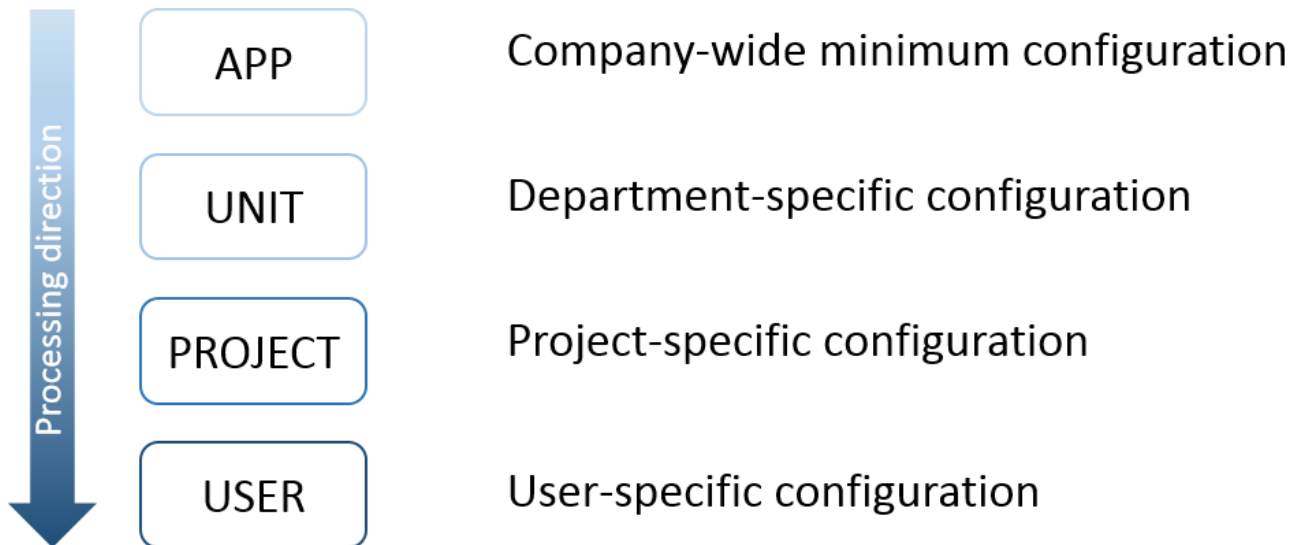 Processing direction
APP
Company-wide minimum configuration
UNIT
Department-specific configuration
PROJECT
Project-specific configuration
USER
User-specific configuration